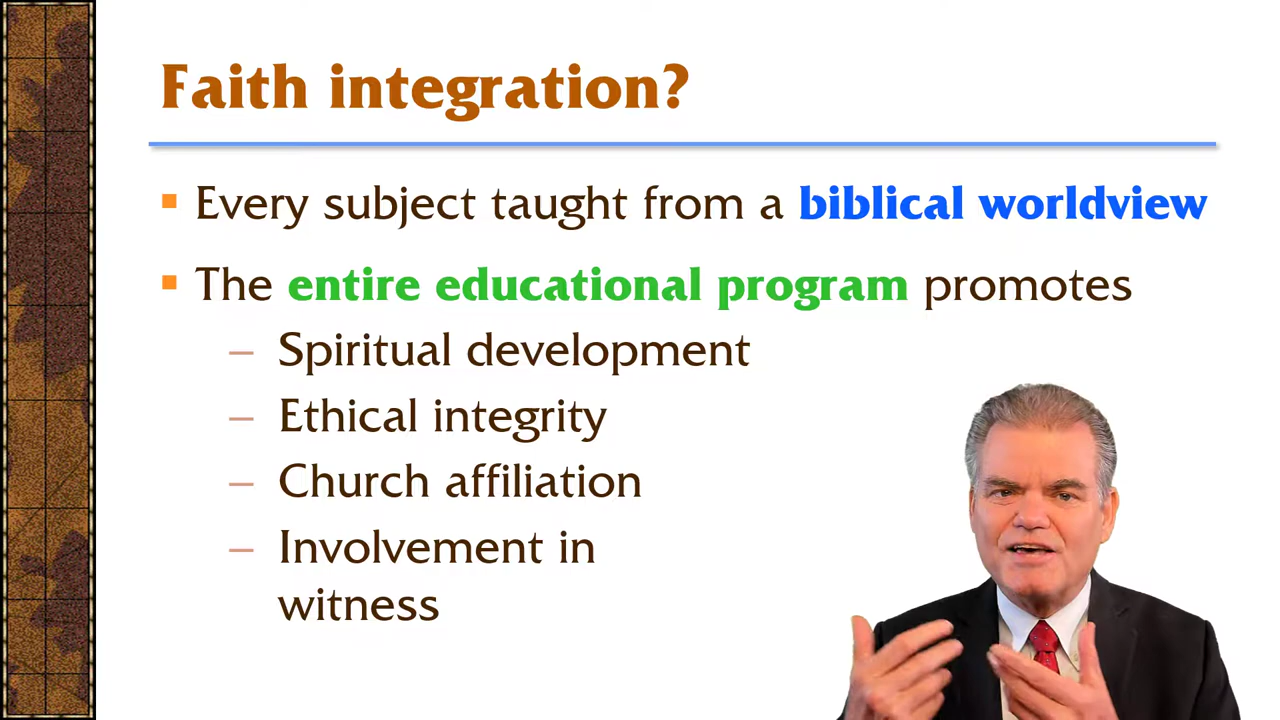 Faith integration?
Every subject taught from a biblical worldview
The entire educational program promotes
– Spiritual development
– Ethical integrity
– Church affiliation
– Involvement in
witness